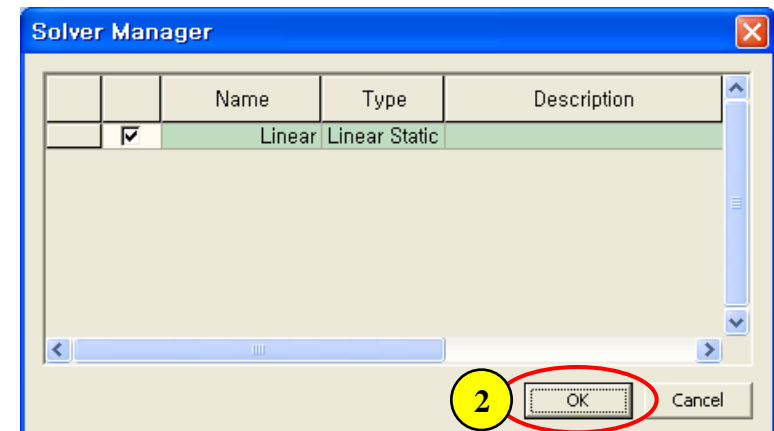 Solver Manager
Name Type Description
Linear Linear Static
2 OK Cancel